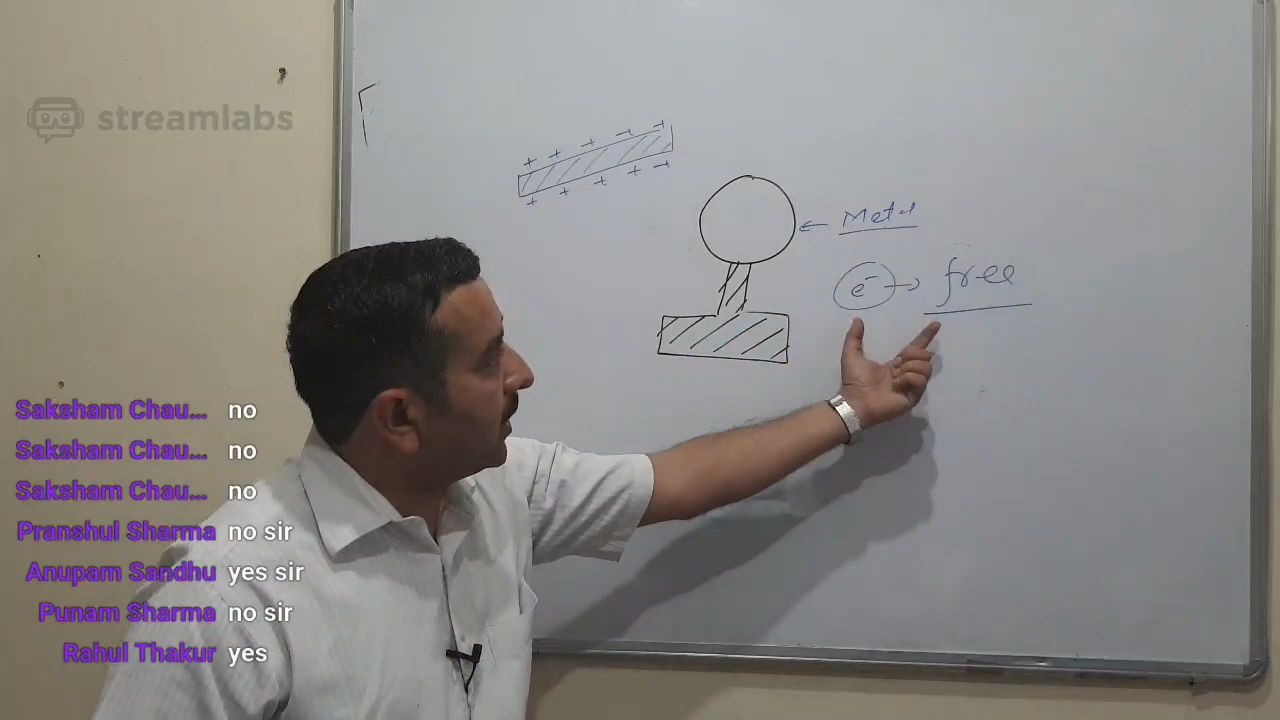 streamlabs
+ + + + +
+ + + + +
Metal
e⁻ → free
Saksham Chau... no
Saksham Chau... no
Saksham Chau... no
Pranshul Sharma no sir
Anupam Sandhu yes sir
Punam Sharma no sir
Rahul Thakur yes